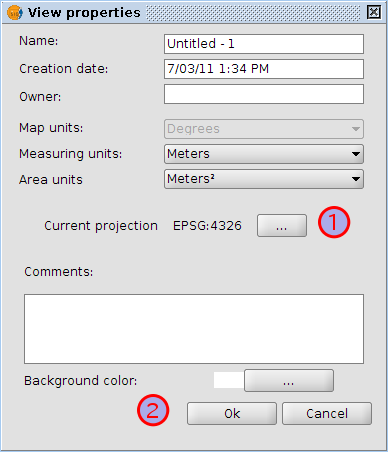 View properties
Name: Untitled - 1
Creation date: 7/03/11 1:34 PM
Owner:
Map units: Degrees
Measuring units: Meters
Area units Meters²
Current projection EPSG:4326 ... 1
Comments:
Background color: ...
2 Ok Cancel